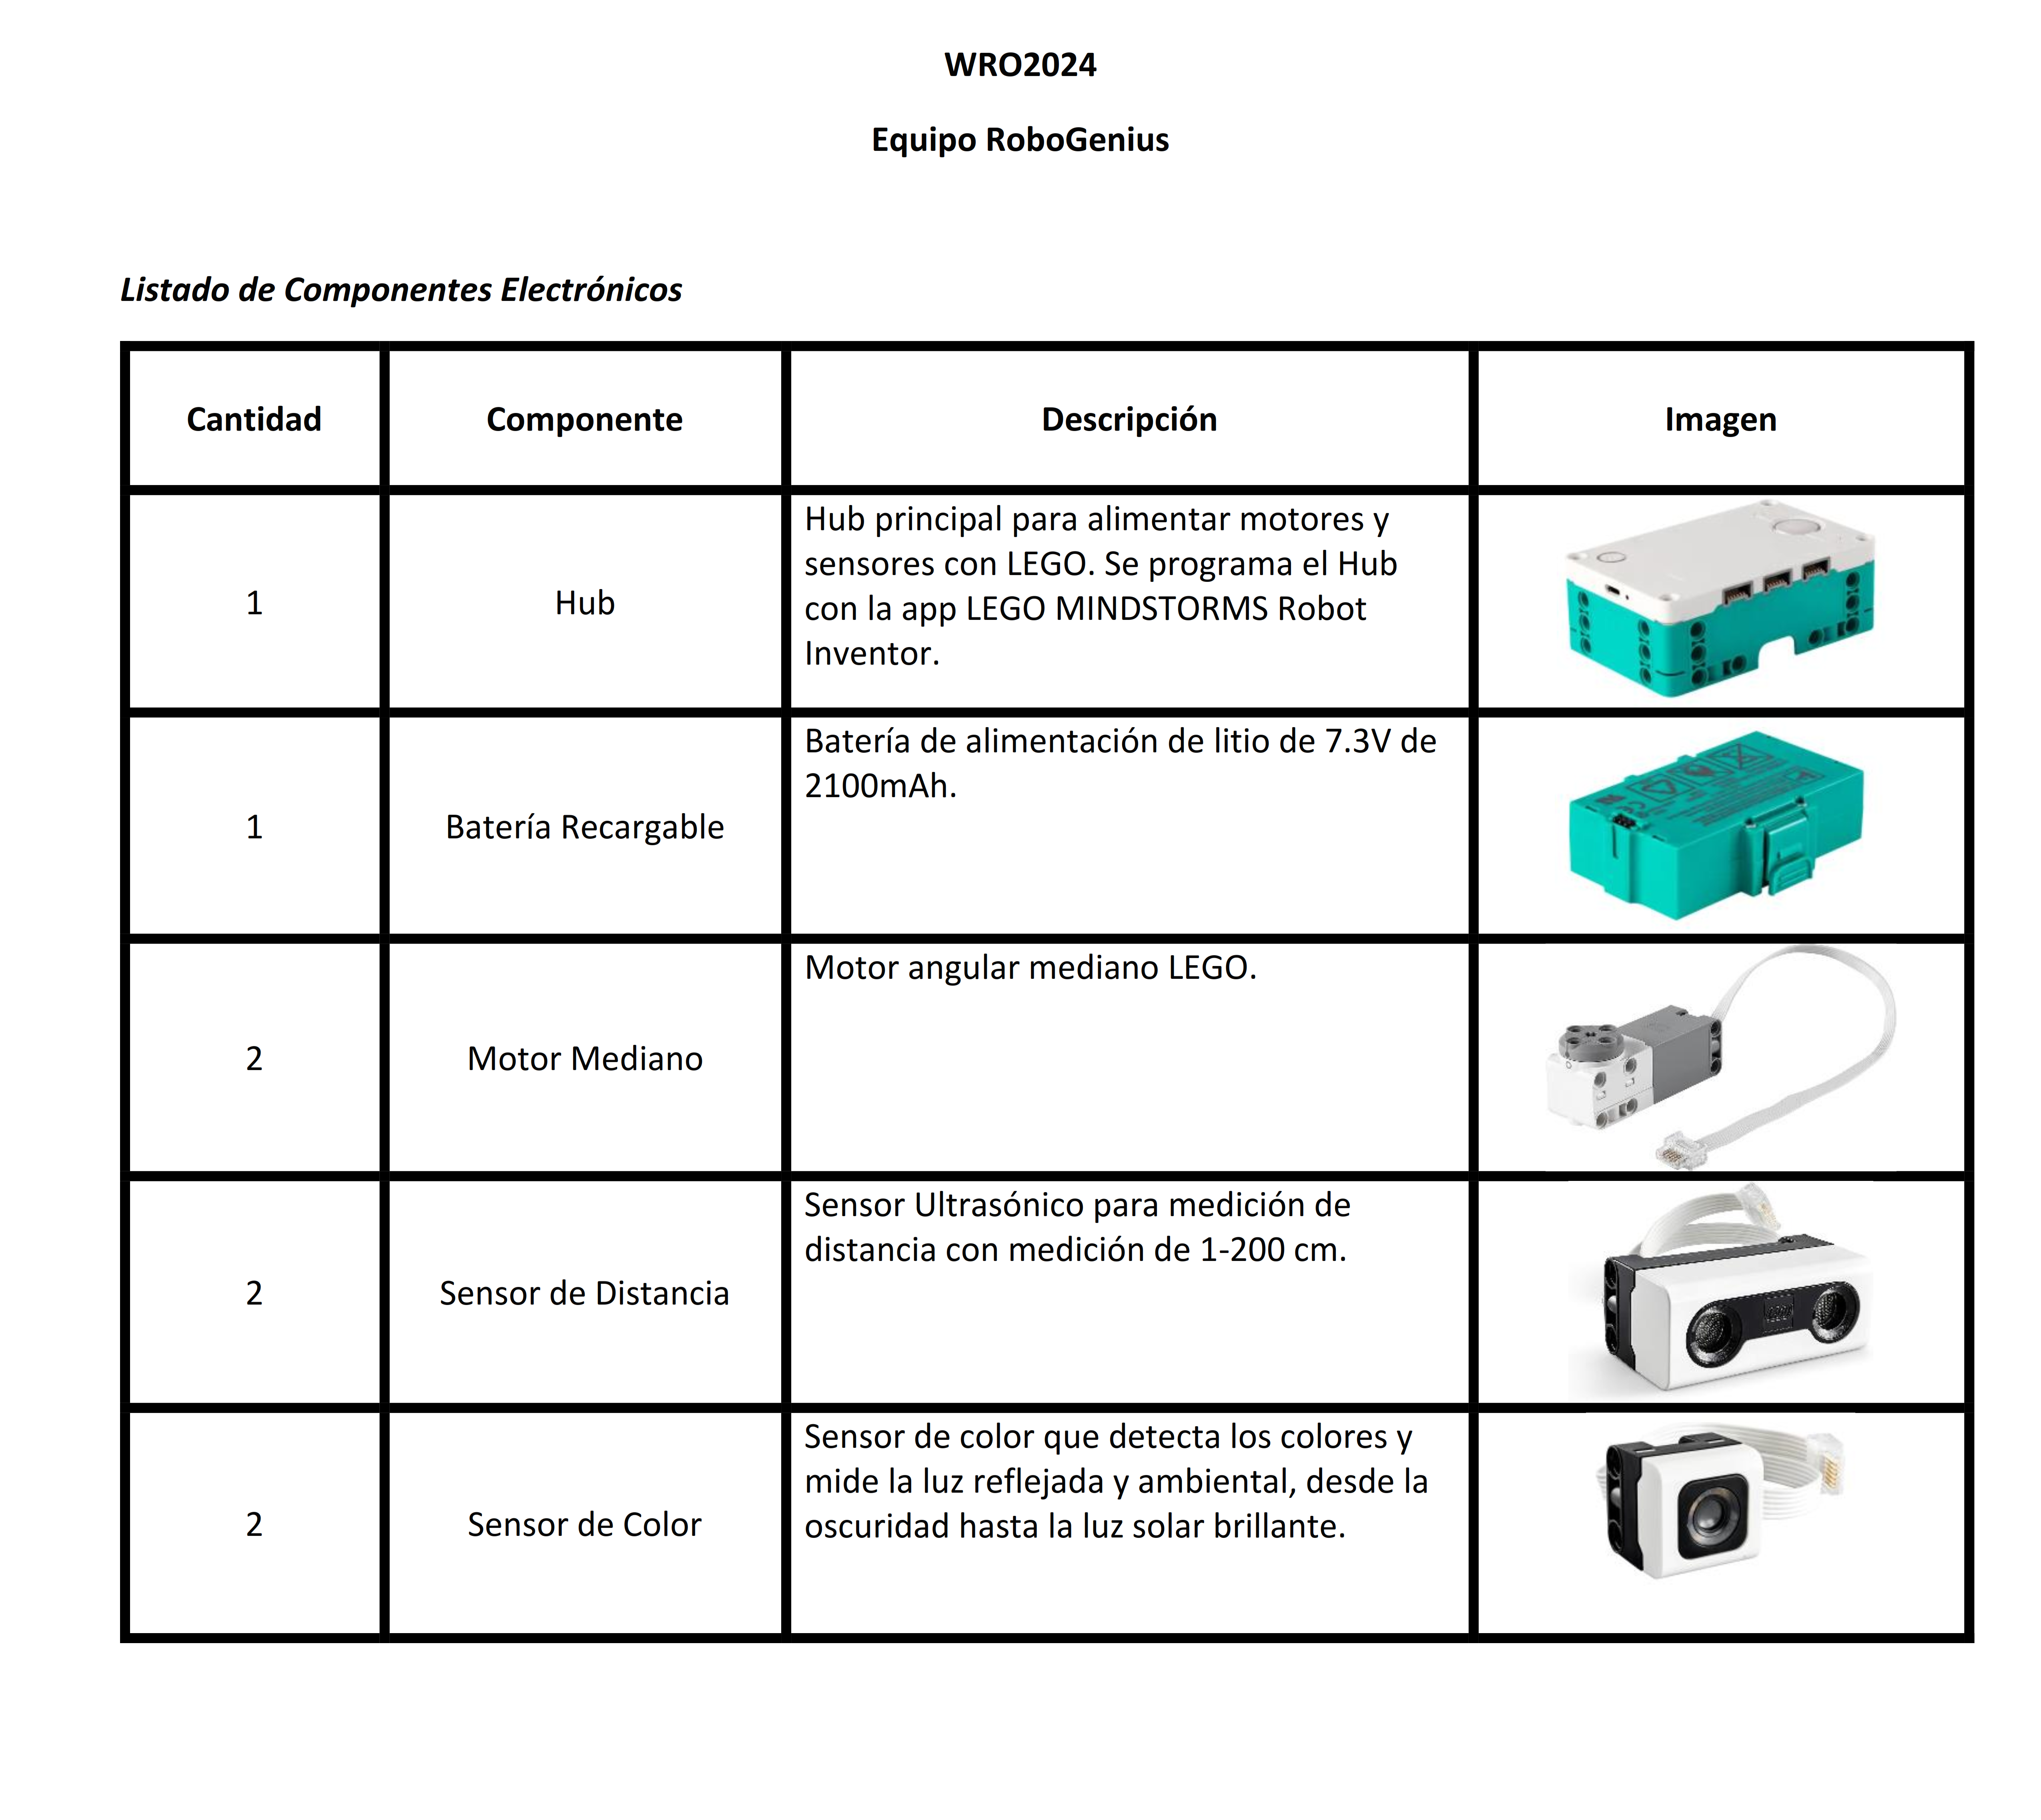 WRO2024
Equipo RoboGenius
Listado de Componentes Electrónicos
Cantidad
Componente
Descripción
Imagen
1
Hub
Hub principal para alimentar motores y
sensores con LEGO. Se programa el Hub
con la app LEGO MINDSTORMS Robot
Inventor.
1
Batería Recargable
Batería de alimentación de litio de 7.3V de
2100mAh.
2
Motor Mediano
Motor angular mediano LEGO.
2
Sensor de Distancia
Sensor Ultrasónico para medición de
distancia con medición de 1-200 cm.
2
Sensor de Color
Sensor de color que detecta los colores y
mide la luz reflejada y ambiental, desde la
oscuridad hasta la luz solar brillante.